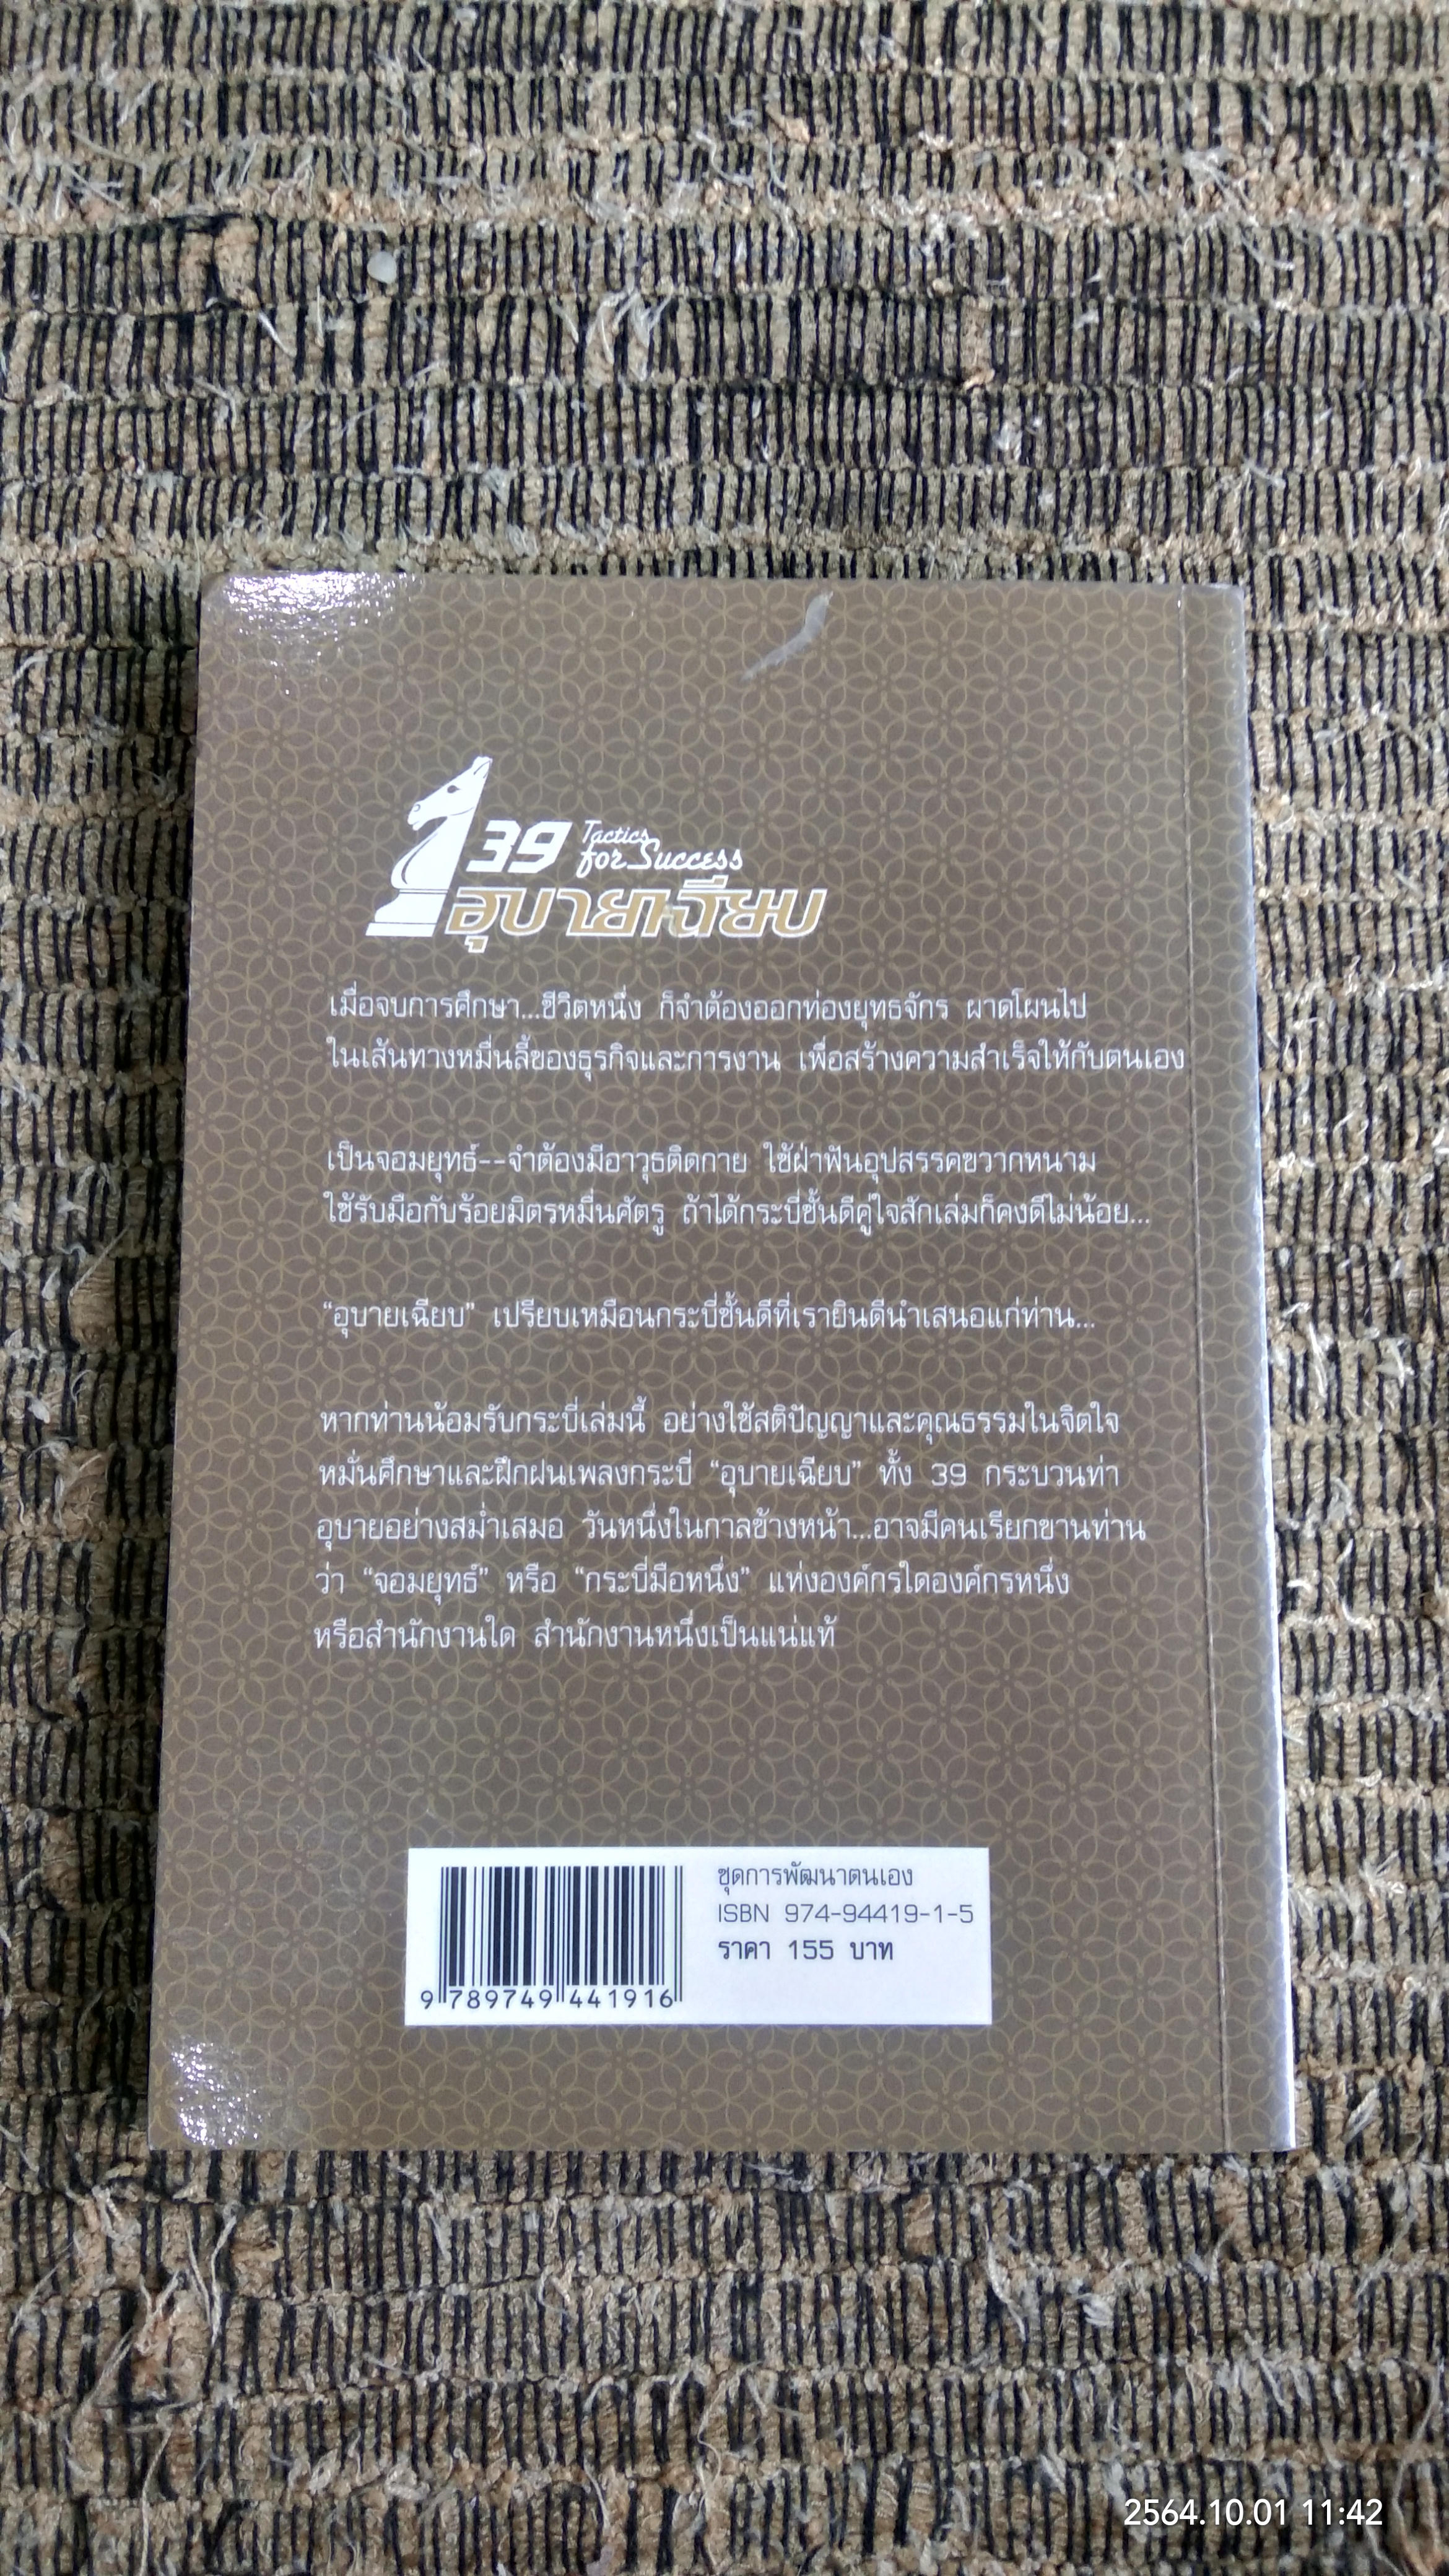 39 Tactics
for Success
อุบายเฉียบ
เมื่อจบการศึกษา...ชีวิตหนึ่ง ก็จำต้องออกท่องยุทธจักร ผาดโผนไป
ในเส้นทางหมื่นลี้ของธุรกิจและการงาน เพื่อสร้างความสำเร็จให้กับตนเอง
เป็นจอมยุทธ์--จำต้องมีอาวุธติดกาย ใช้ฝ่าฟันอุปสรรคขวากหนาม
ใช้รับมือกับร้อยมิตรหมื่นศัตรู ถ้าได้กระบี่ชั้นดีคู่ใจสักเล่มก็คงดีไม่น้อย...
“อุบายเฉียบ” เปรียบเหมือนกระบี่ชั้นดีที่เรายินดีนำเสนอแก่ท่าน...
หากท่านน้อมรับกระบี่เล่มนี้ อย่างใช้สติปัญญาและคุณธรรมในจิตใจ
หมั่นศึกษาและฝึกฝนเพลงกระบี่ “อุบายเฉียบ” ทั้ง 39 กระบวนท่า
อุบายอย่างสม่ำเสมอ วันหนึ่งในกาลข้างหน้า...อาจมีคนเรียกขานท่าน
ว่า “จอมยุทธ์” หรือ “กระบี่มือหนึ่ง” แห่งองค์กรใดองค์กรหนึ่ง
หรือสำนักงานใด สำนักงานหนึ่งเป็นแน่แท้
ชุดการพัฒนาตนเอง
ISBN 974-94419-1-5
ราคา 155 บาท
9 789749 441916
2564.10.01 11:42